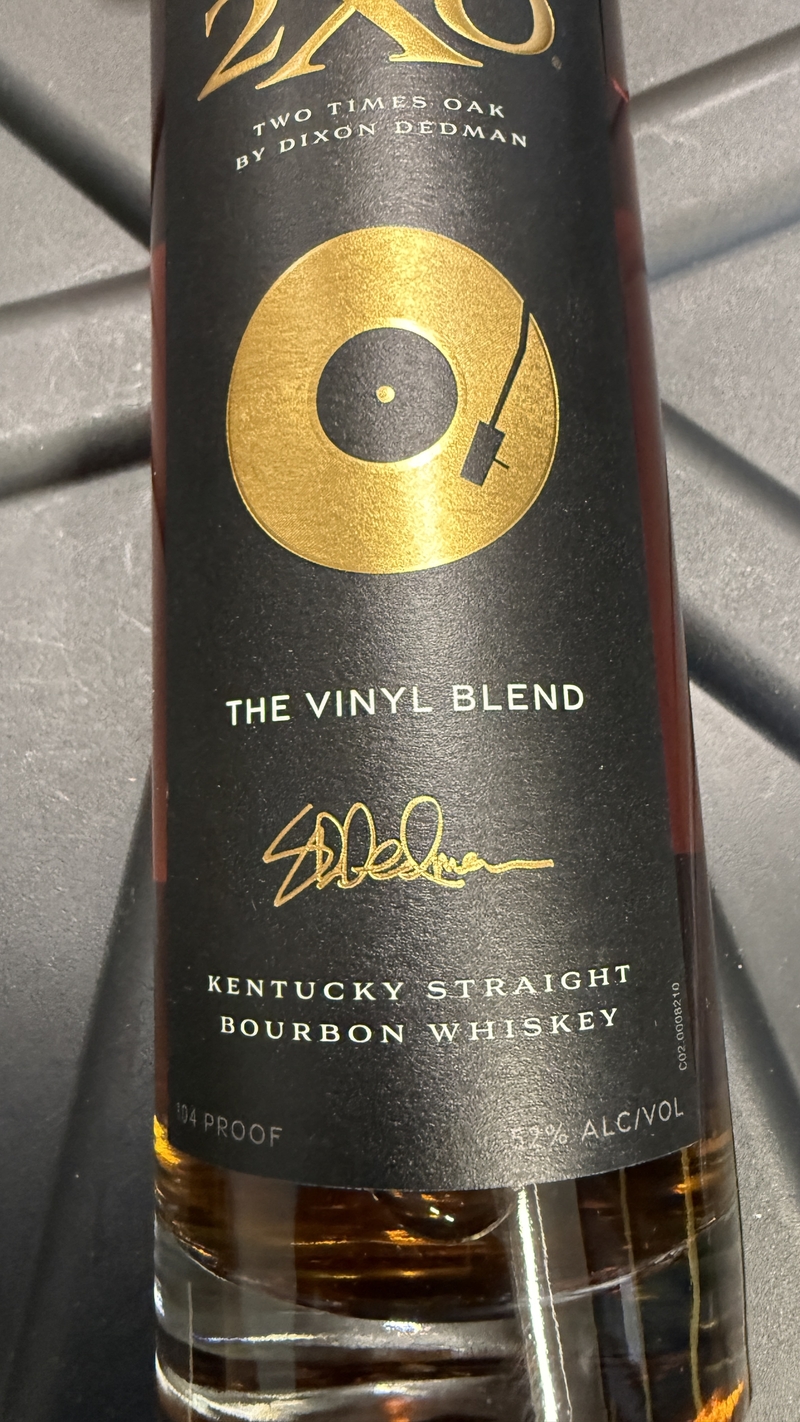 2XO
TWO TIMES OAK
BY DIXON DEDMAN
THE VINYL BLEND
KENTUCKY STRAIGHT
BOURBON WHISKEY
104 PROOF
52% ALC/VOL
C02.0008210